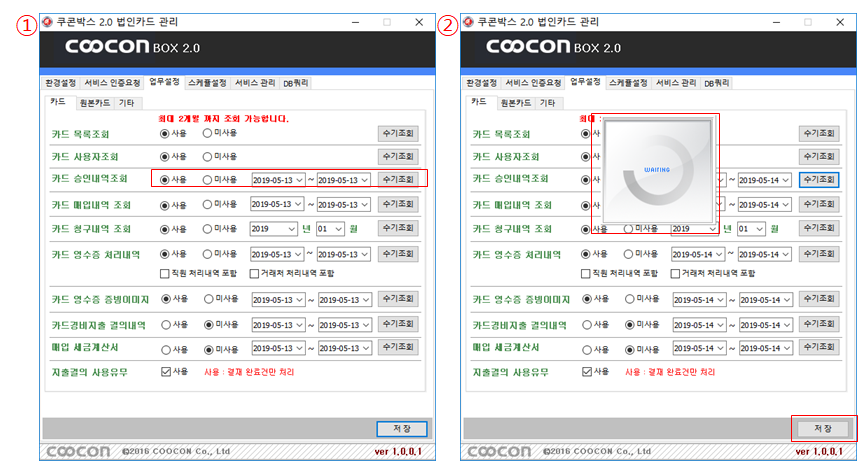 ①
쿠콘박스 2.0 법인카드 관리
COOCON BOX 2.0
환경설정 서비스 인증요청 업무설정 스케쥴설정 서비스 관리 DB쿼리
카드 원본카드 기타
최대 2개월 까지 조회 가능합니다.
카드 목록조회 사용 미사용 수기조회
카드 사용자조회 사용 미사용 수기조회
카드 승인내역조회 사용 미사용 2019-05-13 ~ 2019-05-13 수기조회
카드 매입내역 조회 사용 미사용 2019-05-13 ~ 2019-05-13 수기조회
카드 청구내역 조회 사용 미사용 2019 년 01 월 수기조회
카드 영수증 처리내역 사용 미사용 2019-05-13 ~ 2019-05-13 수기조회
직원 처리내역 포함 거래처 처리내역 포함
카드 영수증 증빙이미지 사용 미사용 2019-05-13 ~ 2019-05-13 수기조회
카드경비지출 결의내역 사용 미사용 2019-05-13 ~ 2019-05-13 수기조회
매입 세금계산서 사용 미사용 2019-05-13 ~ 2019-05-13 수기조회
지출결의 사용유무 사용 사용 : 결재 완료건만 처리
저장
COOCON ©2016 COOCON Co., Ltd ver 1.0.0.1
②
쿠콘박스 2.0 법인카드 관리
COOCON BOX 2.0
환경설정 서비스 인증요청 업무설정 스케쥴설정 서비스 관리 DB쿼리
카드 원본카드 기타
최대
카드 목록조회 사 수기조회
카드 사용자조회 사 수기조회
WAITING
카드 승인내역조회 사 ~ 2019-05-14 수기조회
카드 매입내역 조회 사 ~ 2019-05-14 수기조회
카드 청구내역 조회 사용 미사용 2019 년 01 월 수기조회
카드 영수증 처리내역 사용 미사용 2019-05-14 ~ 2019-05-14 수기조회
직원 처리내역 포함 거래처 처리내역 포함
카드 영수증 증빙이미지 사용 미사용 2019-05-14 ~ 2019-05-14 수기조회
카드경비지출 결의내역 사용 미사용 2019-05-14 ~ 2019-05-14 수기조회
매입 세금계산서 사용 미사용 2019-05-14 ~ 2019-05-14 수기조회
지출결의 사용유무 사용 사용 : 결재 완료건만 처리
저장
COOCON ©2016 COOCON Co., Ltd ver 1.0.0.1